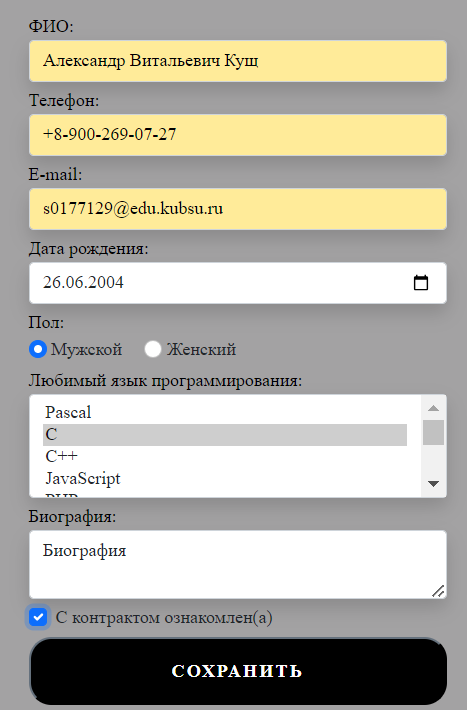 ФИО:
Александр Витальевич Кущ
Телефон:
+8-900-269-07-27
E-mail:
s0177129@edu.kubsu.ru
Дата рождения:
26.06.2004
Пол:
Мужской Женский
Любимый язык программирования:
Pascal
C
C++
JavaScript
PHP
Биография:
Биография
С контрактом ознакомлен(а)
СОХРАНИТЬ